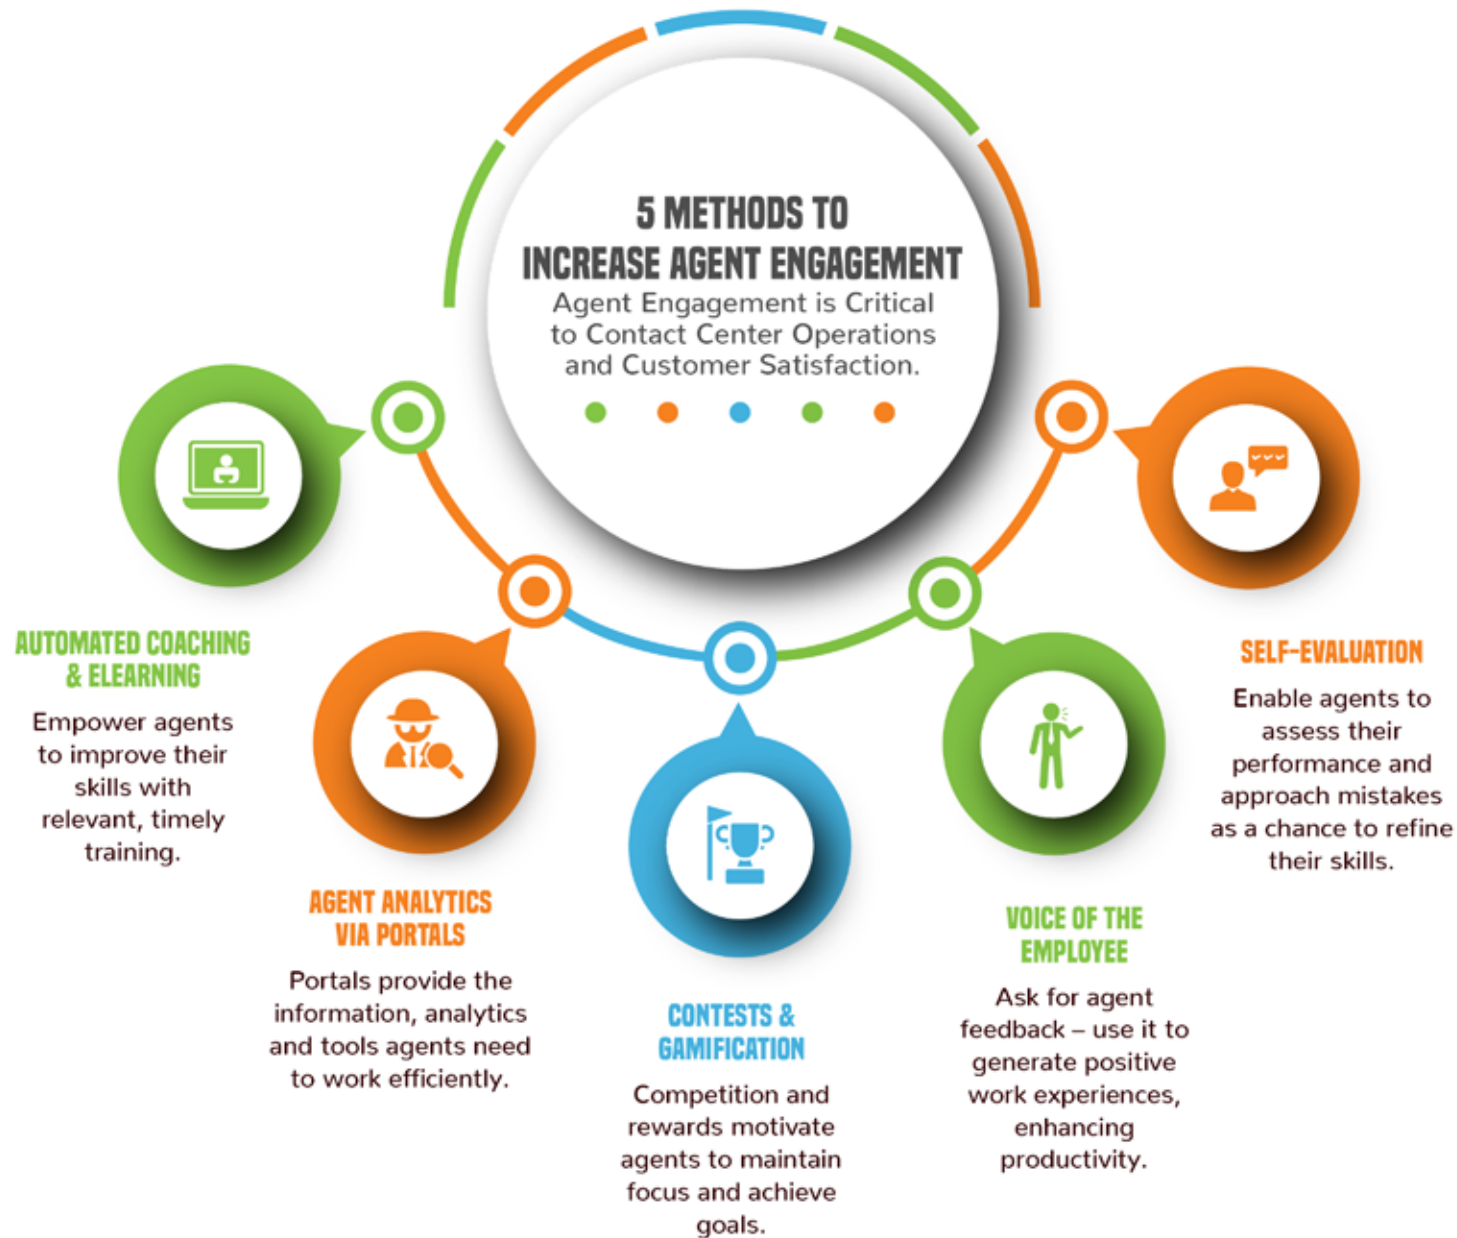 5 METHODS TO
INCREASE AGENT ENGAGEMENT
Agent Engagement is Critical
to Contact Center Operations
and Customer Satisfaction.
AUTOMATED COACHING
& ELEARNING
Empower agents
to improve their
skills with
relevant, timely
training.
AGENT ANALYTICS
VIA PORTALS
Portals provide the
information, analytics
and tools agents need
to work efficiently.
CONTESTS &
GAMIFICATION
Competition and
rewards motivate
agents to maintain
focus and achieve
goals.
VOICE OF THE
EMPLOYEE
Ask for agent
feedback – use it to
generate positive
work experiences,
enhancing
productivity.
SELF-EVALUATION
Enable agents to
assess their
performance and
approach mistakes
as a chance to refine
their skills.